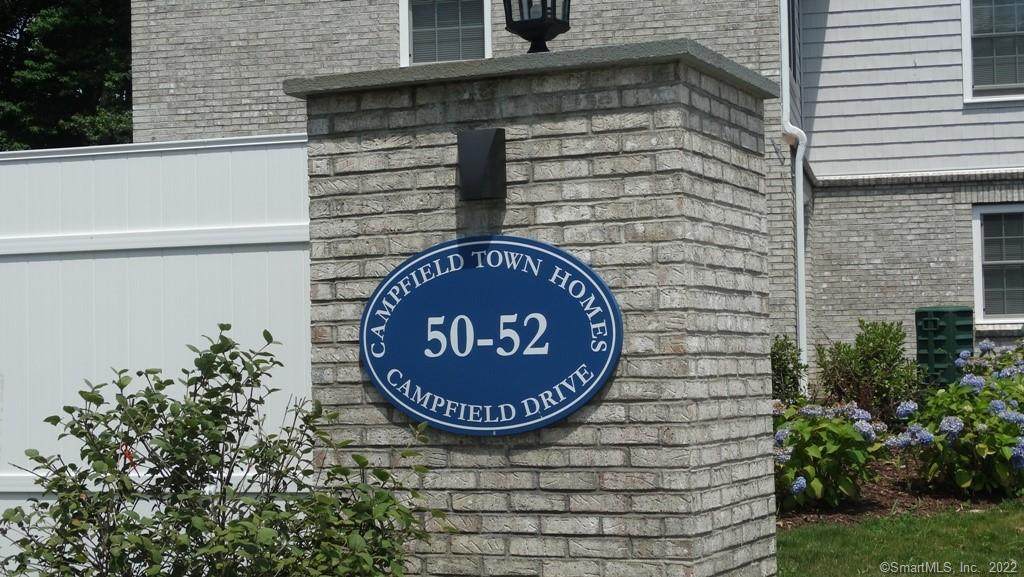 CAMPFIELD TOWN HOMES
50-52
CAMPFIELD DRIVE
©SmartMLS, Inc. 2022